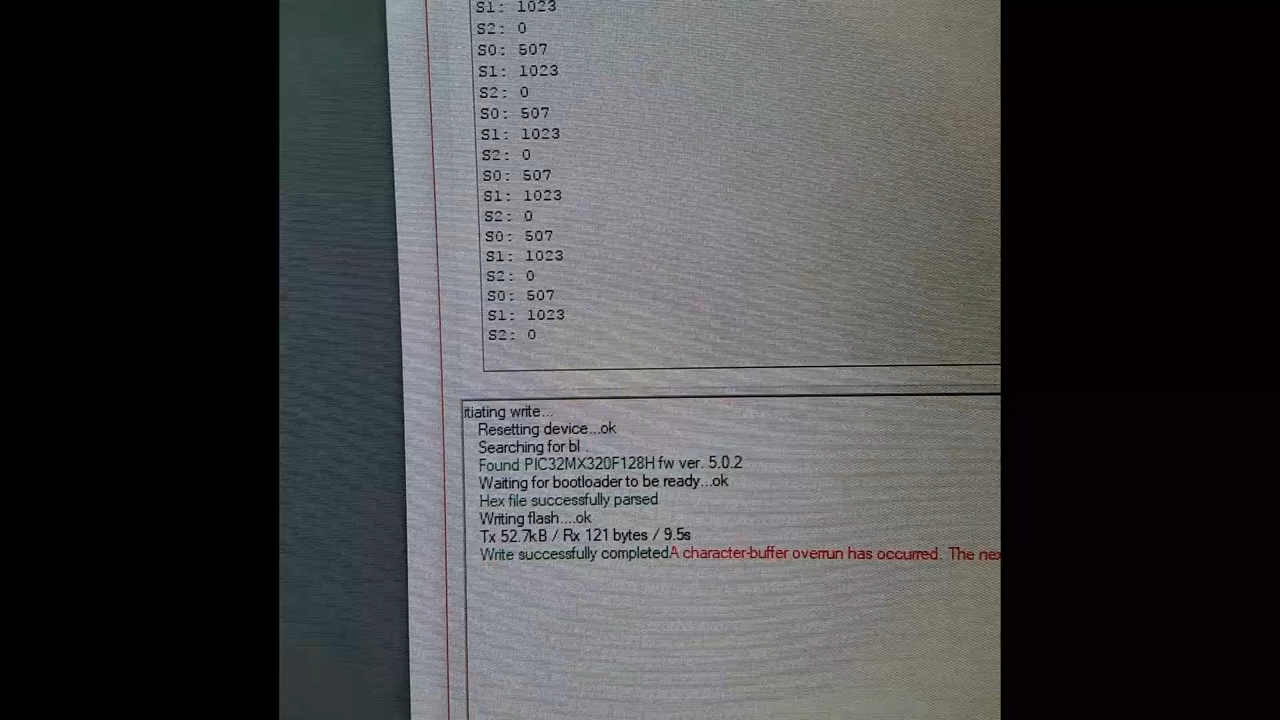 S1: 1023
S2: 0
S0: 507
S1: 1023
S2: 0
S0: 507
S1: 1023
S2: 0
S0: 507
S1: 1023
S2: 0
S0: 507
S1: 1023
S2: 0
S0: 507
S1: 1023
S2: 0
itiating write...
Resetting device...ok
Searching for bl .
Found PIC32MX320F128H fw ver. 5.0.2
Waiting for bootloader to be ready...ok
Hex file successfully parsed
Writing flash....ok
Tx 52.7kB / Rx 121 bytes / 9.5s
Write successfully completedA character-buffer overrun has occurred. The nex